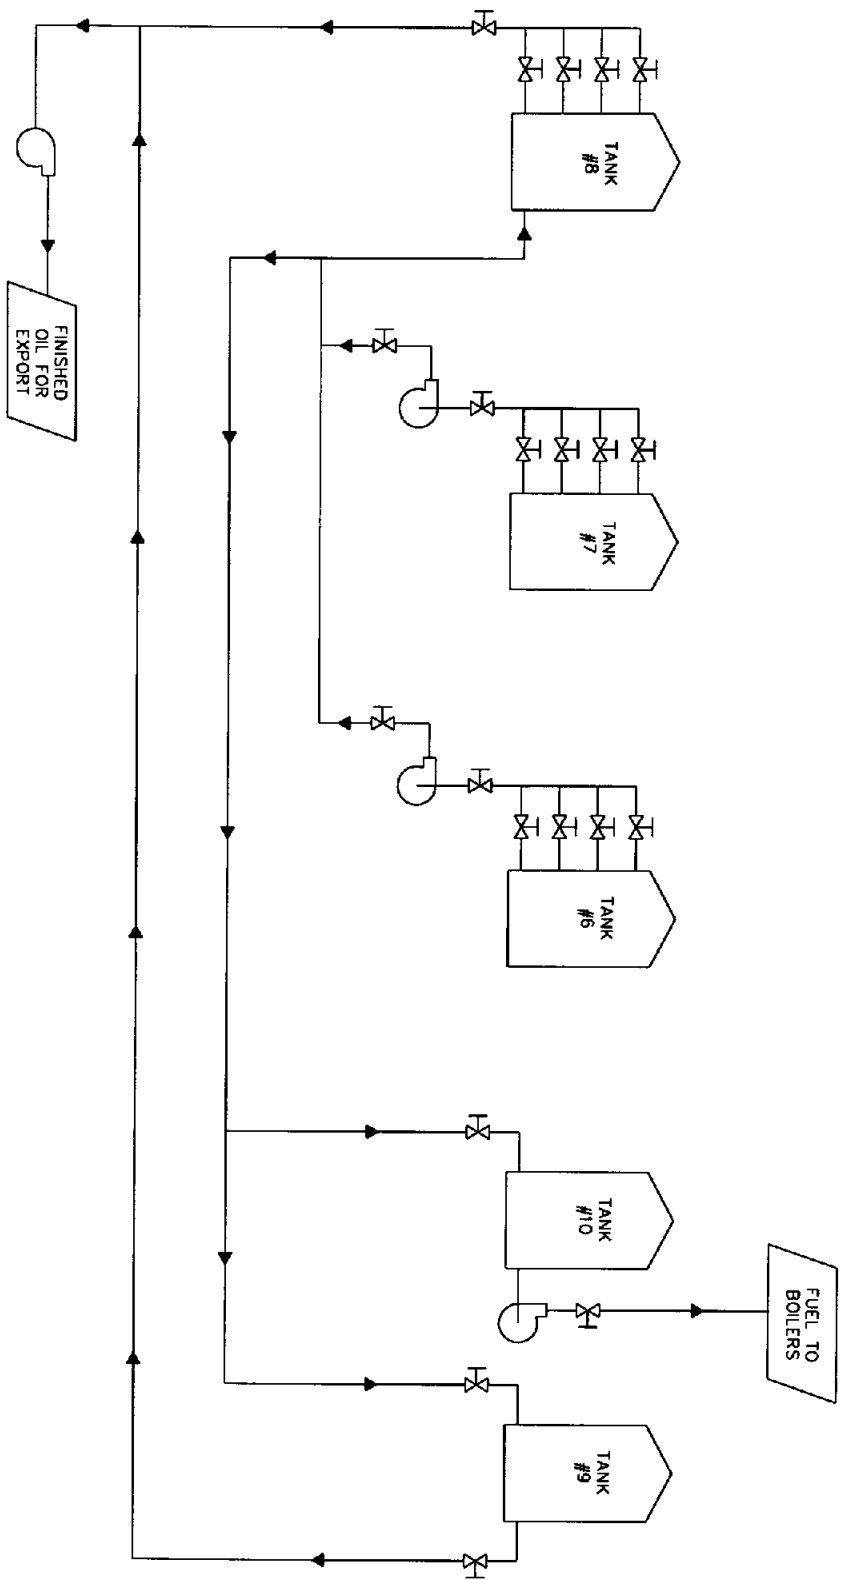 TANK
#8
FINISHED
OIL FOR
EXPORT
TANK
#7
TANK
#6
TANK
#10
FUEL TO
BOILERS
TANK
#9